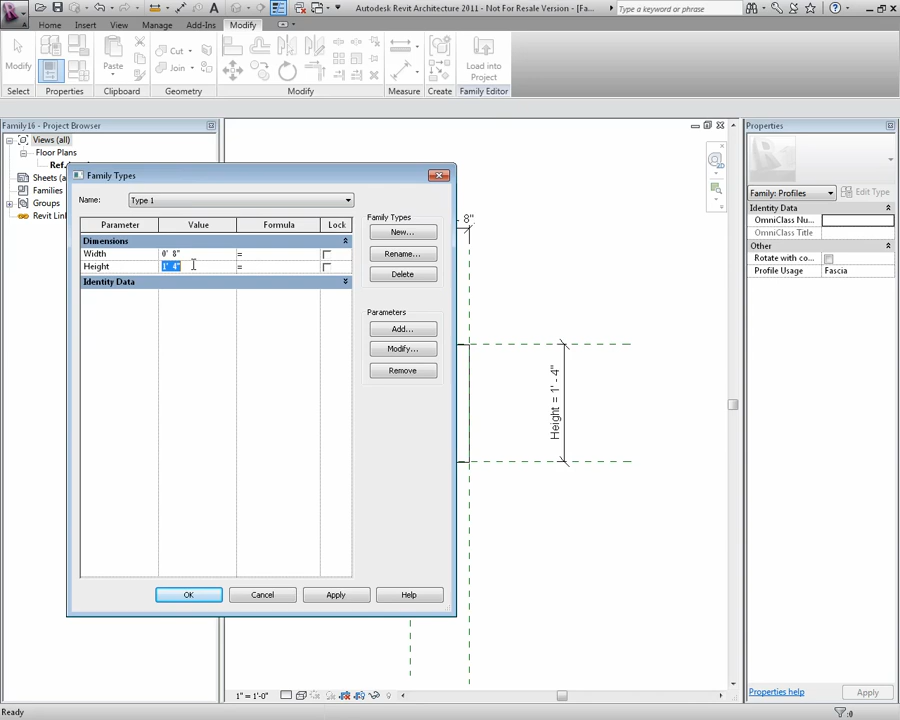 Autodesk Revit Architecture 2011 - Not For Resale Version - [Fa...
Type a keyword or phrase
Home
Insert
View
Manage
Add-Ins
Modify
Modify
Paste
Cut
Join
Load into
Project
Select
Properties
Clipboard
Geometry
Modify
Measure
Create
Family Editor
Family16 - Project Browser
Views (all)
Floor Plans
Ref.
Sheets (a
Families
Groups
Revit Link
Family Types
Name:
Type 1
Parameter
Value
Formula
Lock
Dimensions
Width
0' 8"
=
Height
1' 4"
=
Identity Data
Family Types
New...
Rename...
Delete
Parameters
Add...
Modify...
Remove
OK
Cancel
Apply
Help
8"
Height = 1' - 4"
Properties
Family: Profiles
Edit Type
Identity Data
OmniClass Nu...
OmniClass Title
Other
Rotate with co...
Profile Usage
Fascia
Properties help
Apply
1" = 1'-0"
Ready
:0